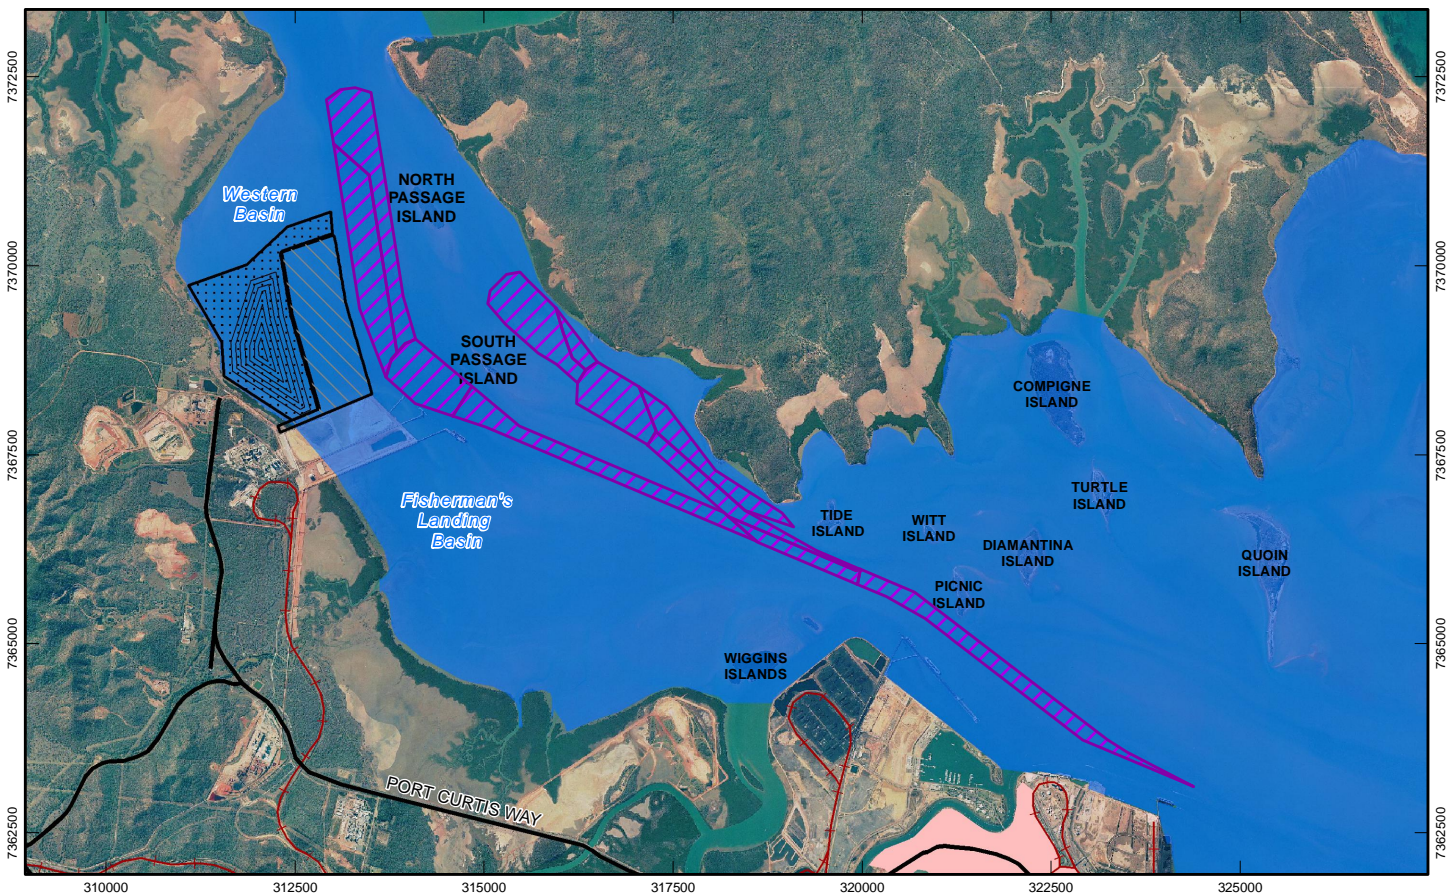 7372500
7372500
Western
Basin
NORTH
PASSAGE
ISLAND
7370000
7370000
SOUTH
PASSAGE
ISLAND
COMPIGNE
ISLAND
7367500
7367500
Fisherman's
Landing
Basin
TIDE
ISLAND
WITT
ISLAND
TURTLE
ISLAND
DIAMANTINA
ISLAND
QUOIN
ISLAND
PICNIC
ISLAND
7365000
7365000
WIGGINS
ISLANDS
PORT CURTIS WAY
7362500
7362500
310000
312500
315000
317500
320000
322500
325000